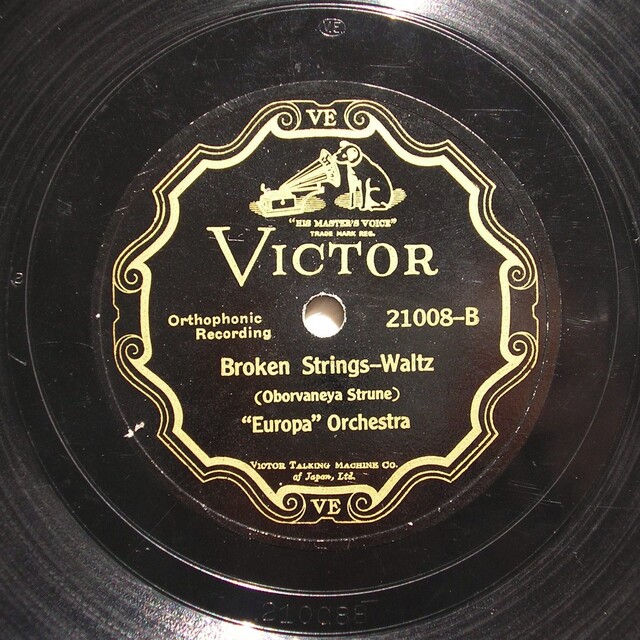 VE
VE
"HIS MASTER'S VOICE"
TRADE MARK REG.
VICTOR
Orthophonic
Recording
21008-B
Broken Strings-Waltz
(Oborvaneya Strune)
"Europa" Orchestra
VICTOR TALKING MACHINE CO.
of Japan, Ltd.
VE